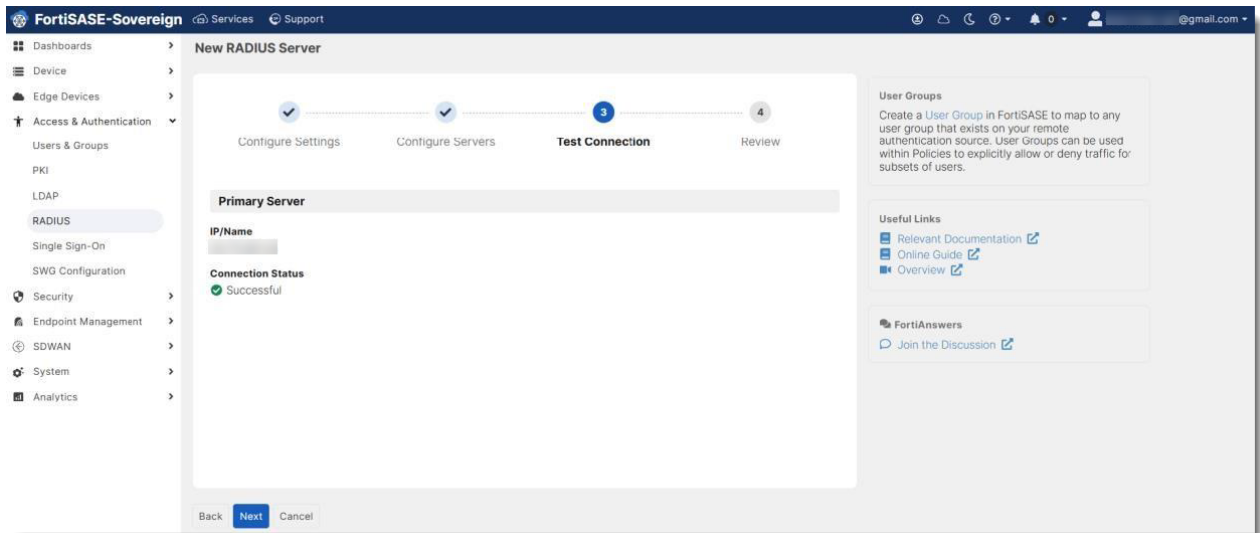 FortiSASE-Sovereign Services Support 0 @gmail.com
Dashboards
Device
Edge Devices
Access & Authentication
Users & Groups
PKI
LDAP
RADIUS
Single Sign-On
SWG Configuration
Security
Endpoint Management
SDWAN
System
Analytics
New RADIUS Server
3 4
Configure Settings Configure Servers Test Connection Review
Primary Server
IP/Name
Connection Status
Successful
Back Next Cancel
User Groups
Create a User Group in FortiSASE to map to any
user group that exists on your remote
authentication source. User Groups can be used
within Policies to explicitly allow or deny traffic for
subsets of users.
Useful Links
Relevant Documentation
Online Guide
Overview
FortiAnswers
Join the Discussion